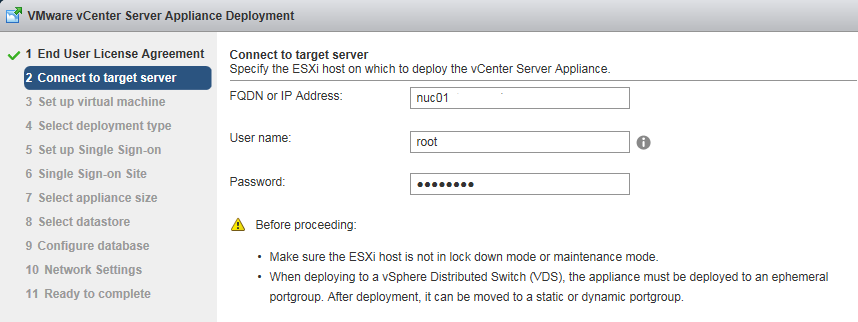 VMware vCenter Server Appliance Deployment
1 End User License Agreement
2 Connect to target server
3 Set up virtual machine
4 Select deployment type
5 Set up Single Sign-on
6 Single Sign-on Site
7 Select appliance size
8 Select datastore
9 Configure database
10 Network Settings
11 Ready to complete
Connect to target server
Specify the ESXi host on which to deploy the vCenter Server Appliance.
FQDN or IP Address:
nuc01
User name:
root
Password:
●●●●●●●●
Before proceeding:
• Make sure the ESXi host is not in lock down mode or maintenance mode.
• When deploying to a vSphere Distributed Switch (VDS), the appliance must be deployed to an ephemeral
portgroup. After deployment, it can be moved to a static or dynamic portgroup.